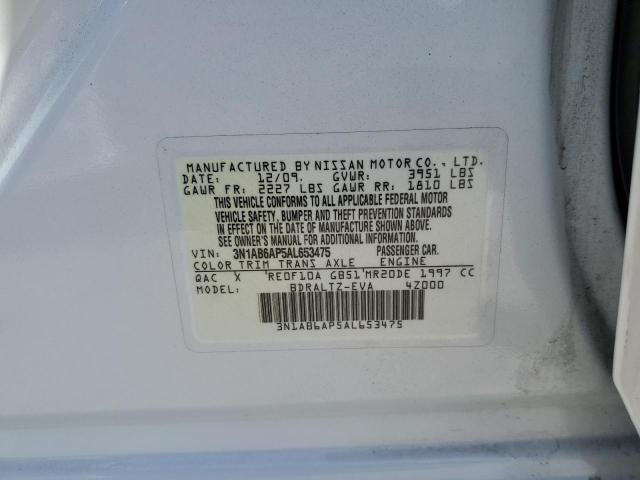 MANUFACTURED BY NISSAN MOTOR CO., LTD.
DATE: 12/09. GVWR: 3951 LBS
GAWR FR: 2227 LBS GAWR RR: 1810 LBS
THIS VEHICLE CONFORMS TO ALL APPLICABLE FEDERAL MOTOR
VEHICLE SAFETY, BUMPER AND THEFT PREVENTION STANDARDS
IN EFFECT ON THE DATE OF MANUFACTURE SHOWN ABOVE.
SEE OWNER'S MANUAL FOR ADDITIONAL INFORMATION
VIN: 3N1AB6AP5AL653475 PASSENGER CAR.
COLOR TRIM TRANS AXLE ENGINE
QAC X RE0F10A GB51 MR20DE 1997 CC
MODEL: BDRALTZ-EVA 4Z000
3N1AB6AP5AL653475